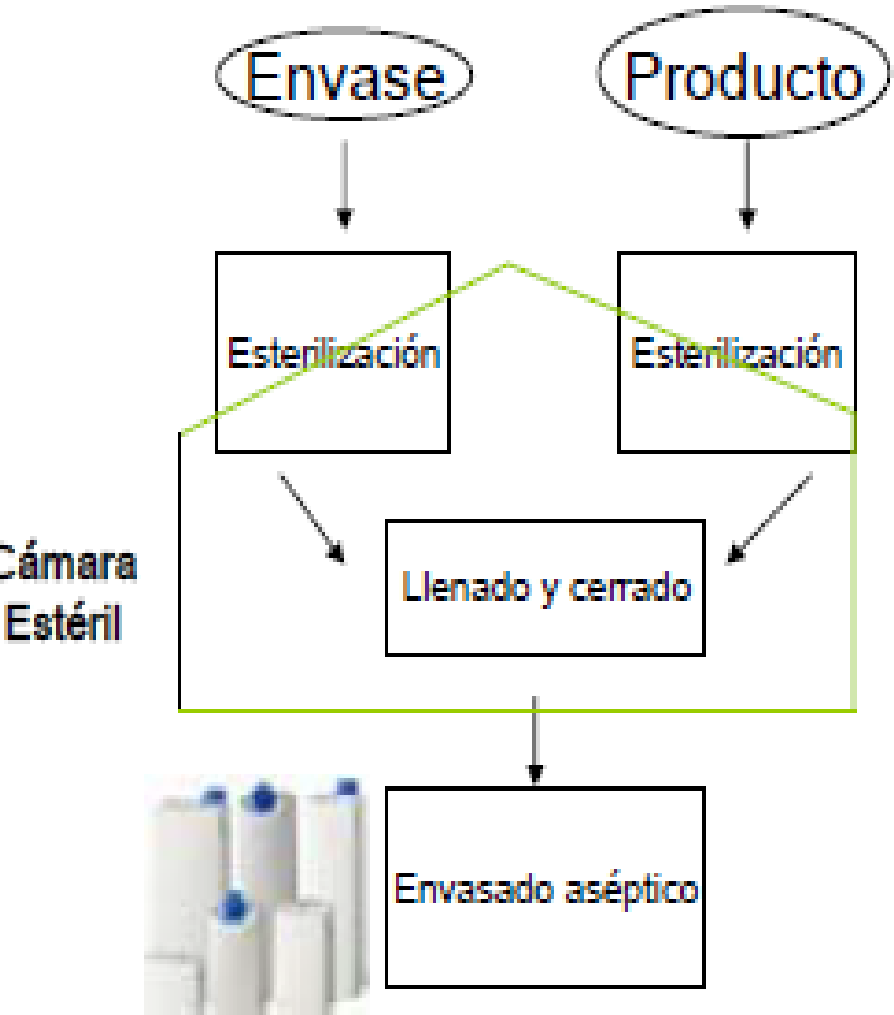 Envase
Producto
Esterilización
Esterilización
Llenado y cerrado
Cámara
Estéril
Envasado aséptico